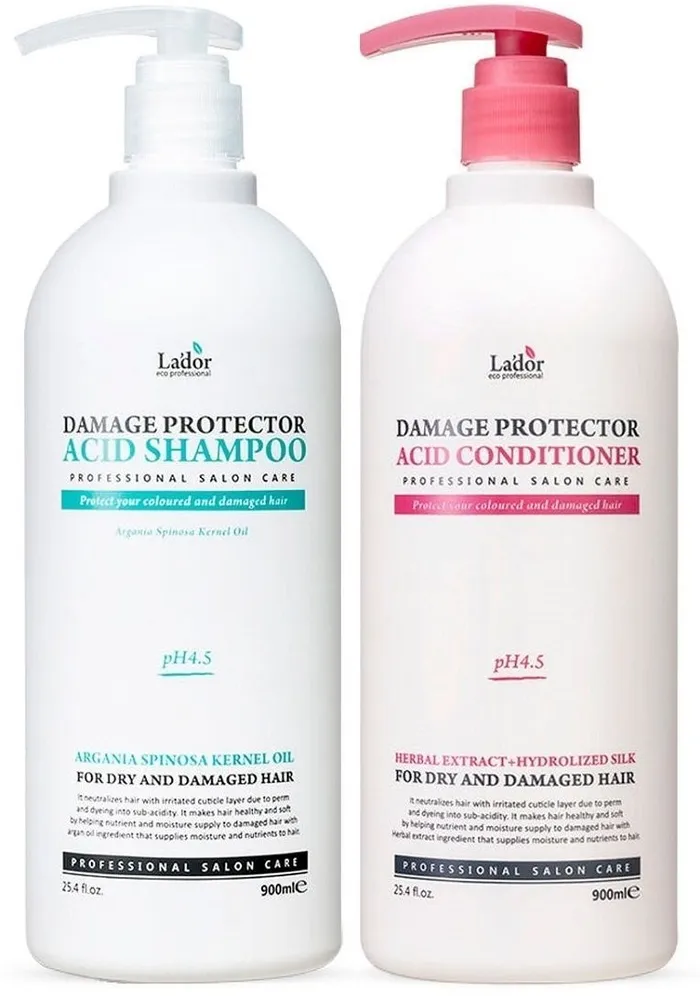 La'dor
eco professional
DAMAGE PROTECTOR
ACID SHAMPOO
PROFESSIONAL SALON CARE
Protect your coloured and damaged hair
Argania Spinosa Kernel Oil
pH4.5
ARGANIA SPINOSA KERNEL OIL
FOR DRY AND DAMAGED HAIR
It neutralizes hair with irritated cuticle layer due to perm
and dyeing into sub-acidity. It makes hair healthy and soft
by helping nutrient and moisture supply to damaged hair with
argan oil ingredient that supplies moisture and nutrients to hair.
PROFESSIONAL SALON CARE
25.4 fl.oz.
900ml℮
La'dor
eco professional
DAMAGE PROTECTOR
ACID CONDITIONER
PROFESSIONAL SALON CARE
Protect your coloured and damaged hair
pH4.5
HERBAL EXTRACT+HYDROLIZED SILK
FOR DRY AND DAMAGED HAIR
It neutralizes hair with irritated cuticle layer due to perm
and dyeing into sub-acidity. It makes hair healthy and soft
by helping nutrient and moisture supply to damaged hair with
Herbal extract ingredient that supplies moisture and nutrients to hair.
PROFESSIONAL SALON CARE
25.4 fl.oz.
900ml℮